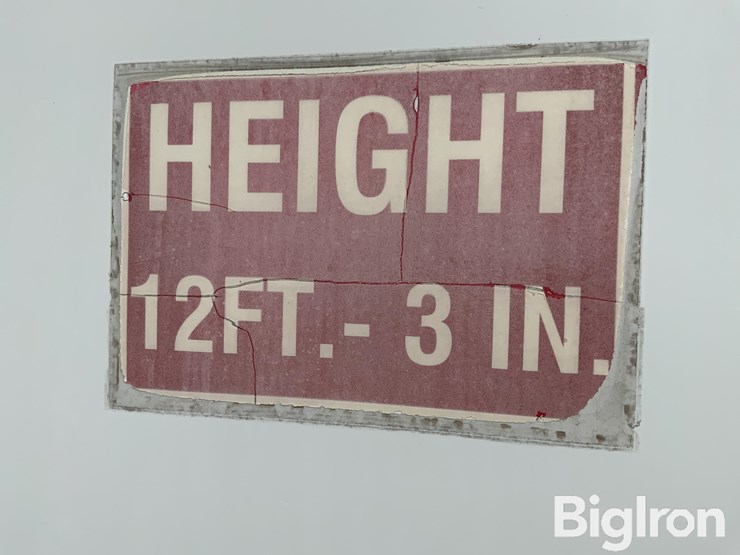 HEIGHT
12FT.- 3 IN.
BigIron